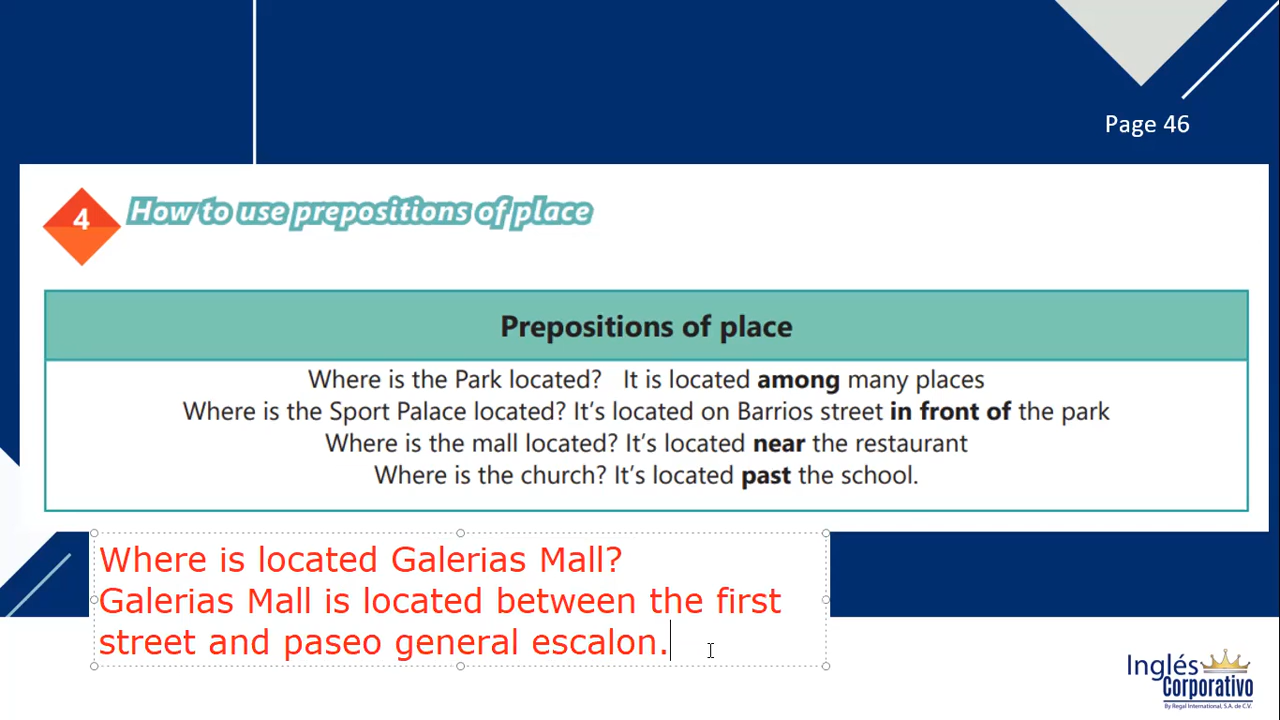 Page 46
4
How to use prepositions of place
Prepositions of place
Where is the Park located? It is located among many places
Where is the Sport Palace located? It's located on Barrios street in front of the park
Where is the mall located? It's located near the restaurant
Where is the church? It's located past the school.
Where is located Galerias Mall?
Galerias Mall is located between the first
street and paseo general escalon.
Inglés
Corporativo
By Regal International, S.A. de C.V.